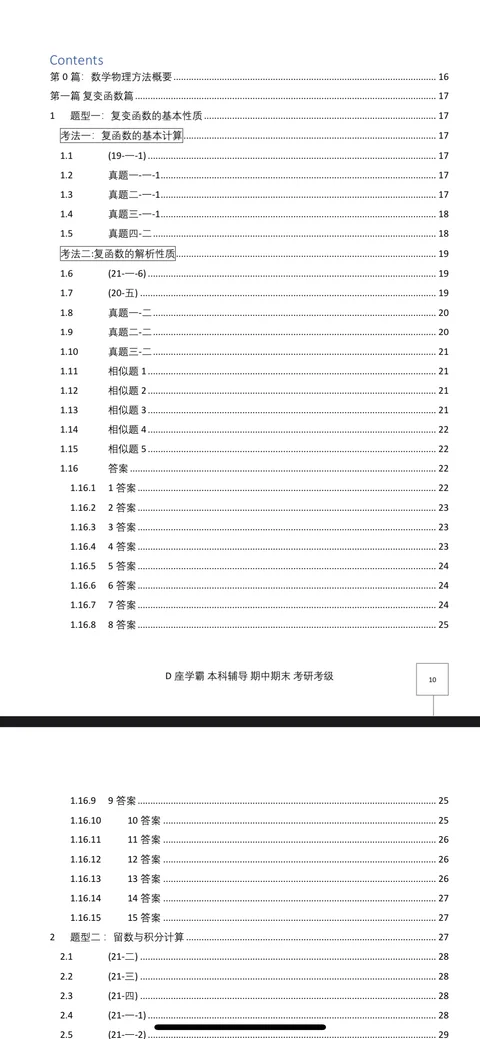 Contents
第 0 篇：数学物理方法概要 16
第一篇 复变函数篇 17
1 题型一：复变函数的基本性质 17
考法一：复函数的基本计算 17
1.1 (19-一-1) 17
1.2 真题一-一-1 17
1.3 真题二-一-1 17
1.4 真题三-一-1 18
1.5 真题四-二 18
考法二:复函数的解析性质 19
1.6 (21-一-6) 19
1.7 (20-五) 19
1.8 真题一-二 20
1.9 真题二-二 20
1.10 真题三-二 21
1.11 相似题 1 21
1.12 相似题 2 21
1.13 相似题 3 21
1.14 相似题 4 22
1.15 相似题 5 22
1.16 答案 22
1.16.1 1 答案 22
1.16.2 2 答案 23
1.16.3 3 答案 23
1.16.4 4 答案 23
1.16.5 5 答案 24
1.16.6 6 答案 24
1.16.7 7 答案 24
1.16.8 8 答案 25
D 座学霸 本科辅导 期中期末 考研考级
10
1.16.9 9 答案 25
1.16.10 10 答案 25
1.16.11 11 答案 26
1.16.12 12 答案 26
1.16.13 13 答案 26
1.16.14 14 答案 27
1.16.15 15 答案 27
2 题型二：留数与积分计算 27
2.1 (21-二) 28
2.2 (21-三) 28
2.3 (21-四) 28
2.4 (21-一-1) 28
2.5 (21-一-2) 29